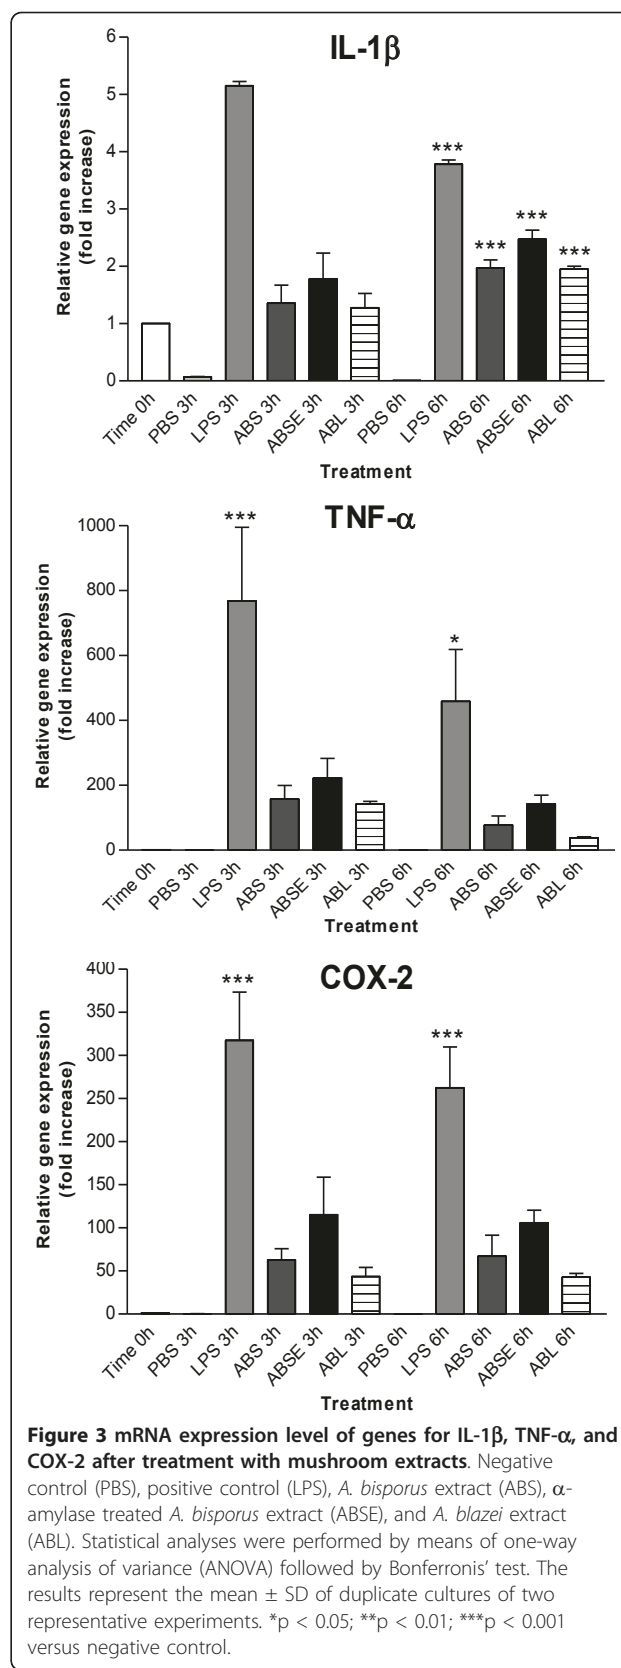 IL-1β
Relative gene expression
(fold increase)
6
5
4
3
2
1
0
***
***
***
***
Time 0h
PBS 3h
LPS 3h
ABS 3h
ABSE 3h
ABL 3h
PBS 6h
LPS 6h
ABS 6h
ABSE 6h
ABL 6h
Treatment
TNF-α
Relative gene expression
(fold increase)
1000
800
600
400
200
0
***
*
Time 0h
PBS 3h
LPS 3h
ABS 3h
ABSE 3h
ABL 3h
PBS 6h
LPS 6h
ABS 6h
ABSE 6h
ABL 6h
Treatment
COX-2
Relative gene expression
(fold increase)
400
350
300
250
200
150
100
50
0
***
***
Time 0h
PBS 3h
LPS 3h
ABS 3h
ABSE 3h
ABL 3h
PBS 6h
LPS 6h
ABS 6h
ABSE 6h
ABL 6h
Treatment
Figure 3 mRNA expression level of genes for IL-1β, TNF-α, and
COX-2 after treatment with mushroom extracts. Negative
control (PBS), positive control (LPS), A. bisporus extract (ABS), α-
amylase treated A. bisporus extract (ABSE), and A. blazei extract
(ABL). Statistical analyses were performed by means of one-way
analysis of variance (ANOVA) followed by Bonferronis' test. The
results represent the mean ± SD of duplicate cultures of two
representative experiments. *p < 0.05; **p < 0.01; ***p < 0.001
versus negative control.